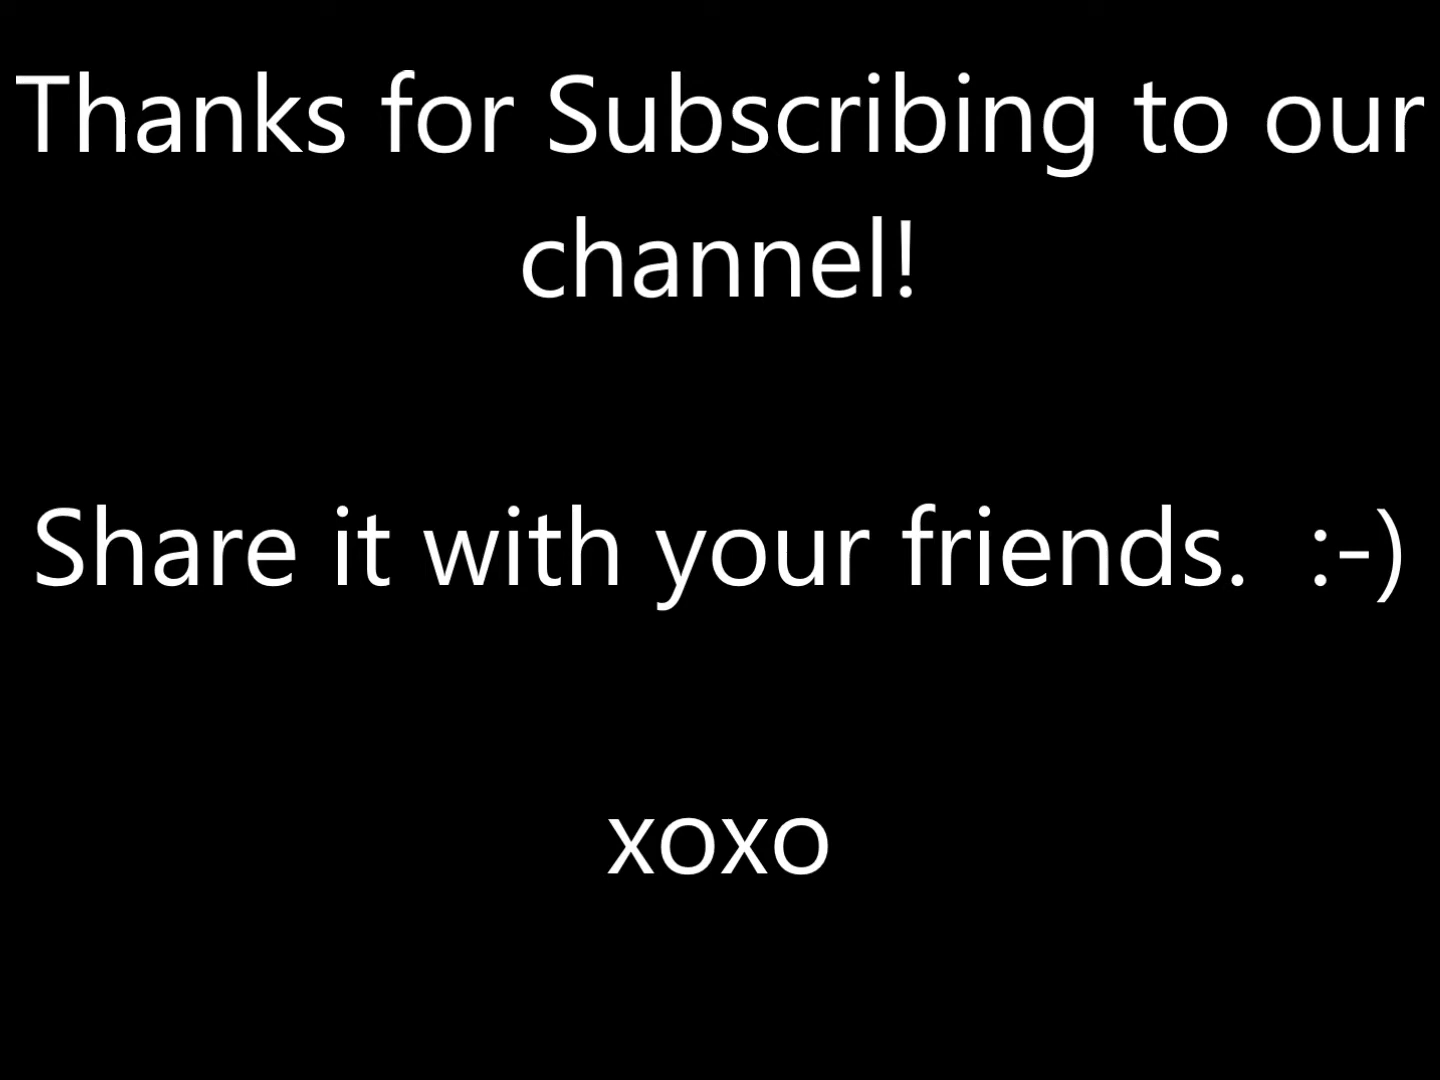 Thanks for Subscribing to our
channel!
Share it with your friends.  :-)
xoxo